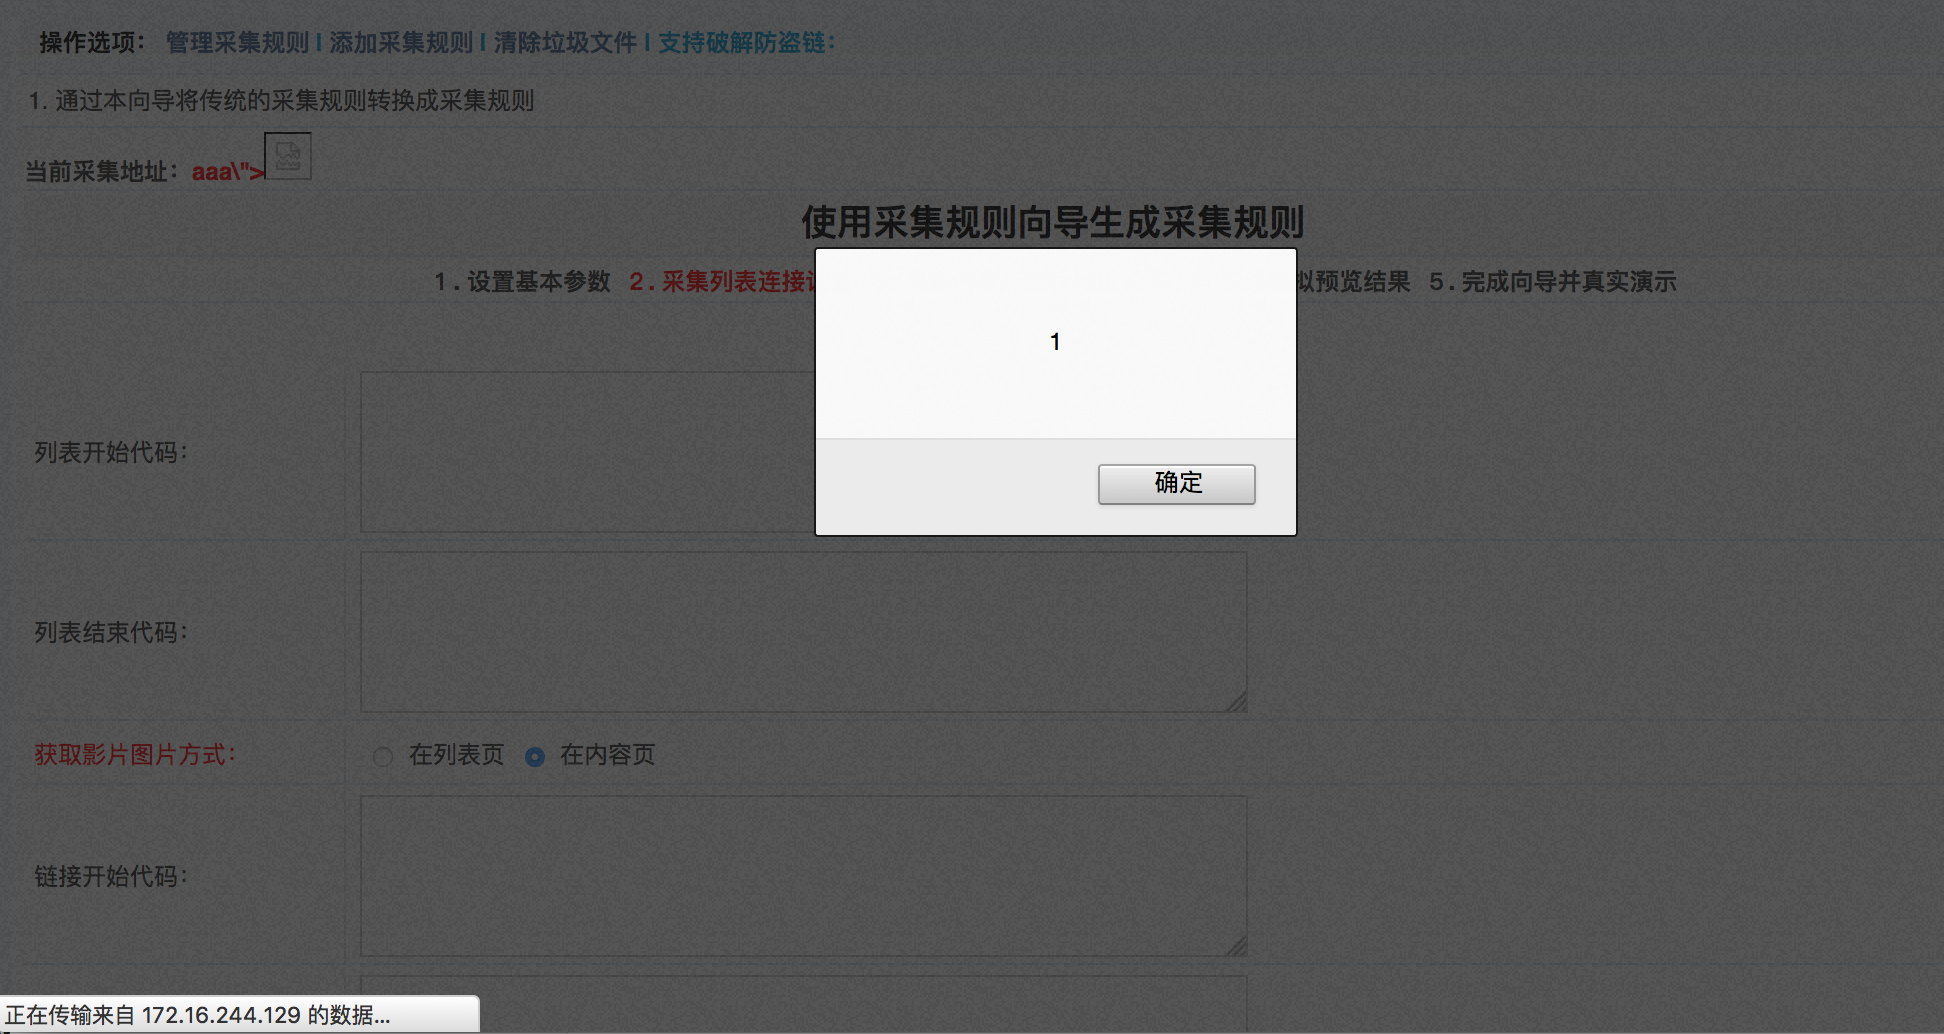 操作选项： 管理采集规则 | 添加采集规则 | 清除垃圾文件 | 支持破解防盗链：
1. 通过本向导将传统的采集规则转换成采集规则
当前采集地址：aaa\">
使用采集规则向导生成采集规则
1．设置基本参数 2．采集列表连接 拟预览结果 5．完成向导并真实演示
1
确定
列表开始代码：
列表结束代码：
获取影片图片方式： 在列表页 在内容页
链接开始代码：
正在传输来自 172.16.244.129 的数据...